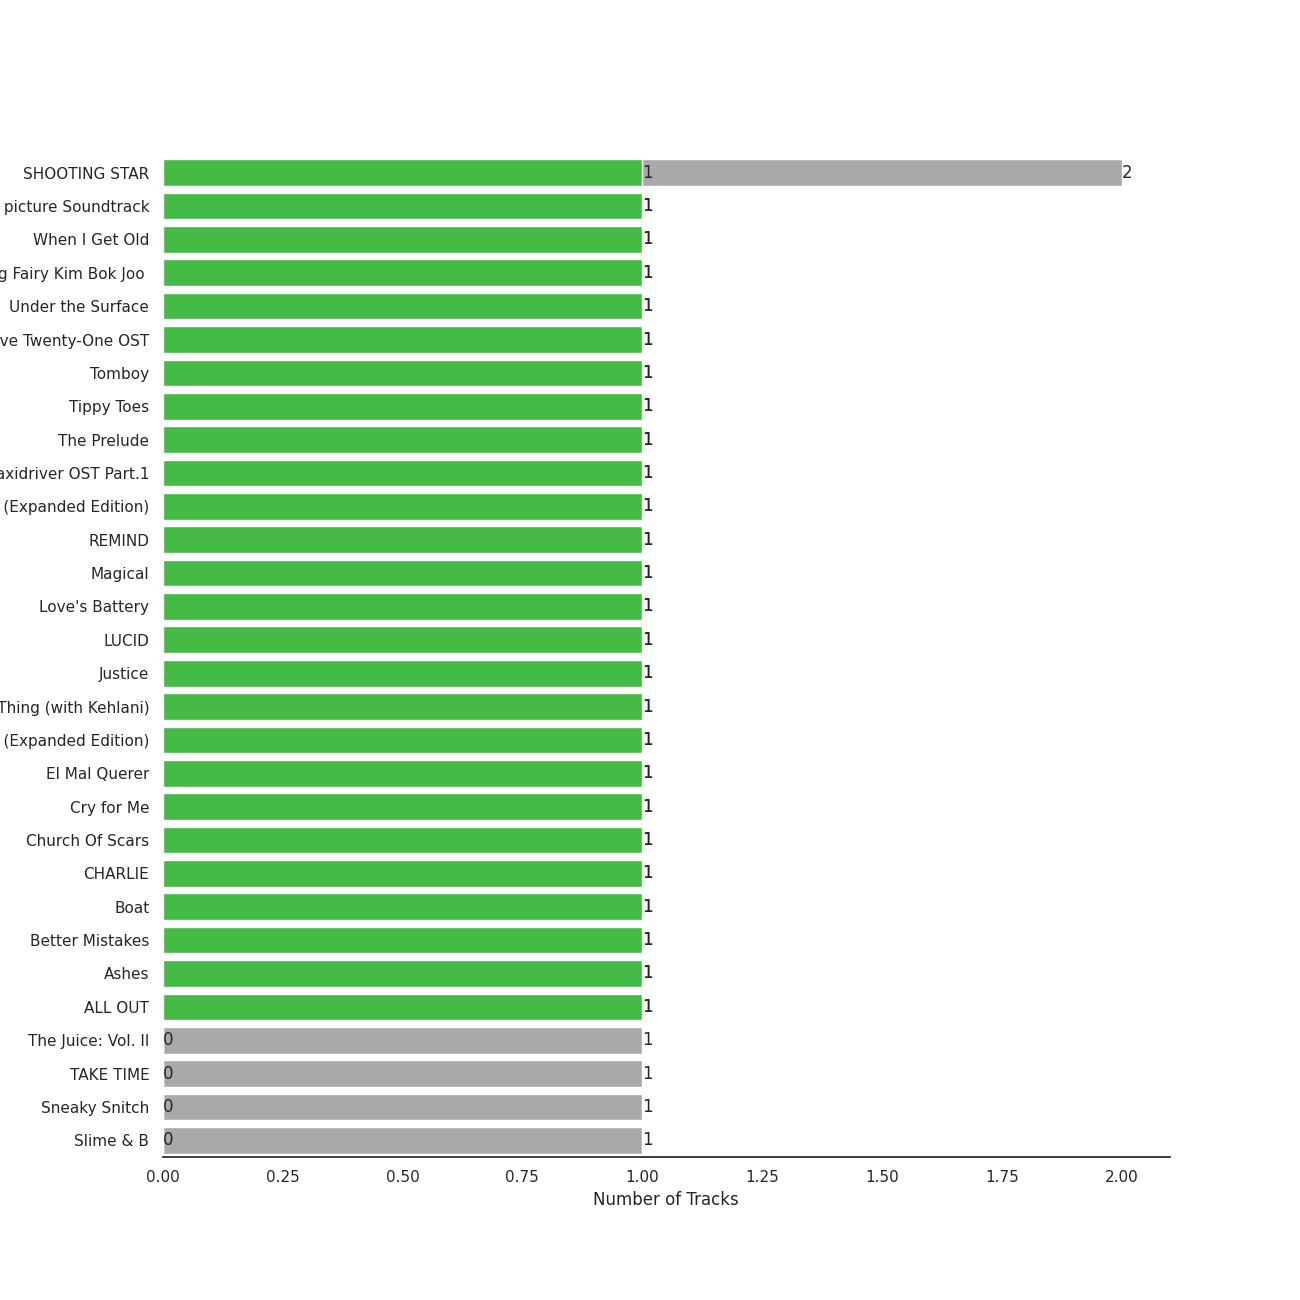 SHOOTING STAR 1 2
picture Soundtrack 1
When I Get Old 1
g Fairy Kim Bok Joo 1
Under the Surface 1
ve Twenty-One OST 1
Tomboy 1
Tippy Toes 1
The Prelude 1
axidriver OST Part.1 1
(Expanded Edition) 1
REMIND 1
Magical 1
Love's Battery 1
LUCID 1
Justice 1
Thing (with Kehlani) 1
(Expanded Edition) 1
El Mal Querer 1
Cry for Me 1
Church Of Scars 1
CHARLIE 1
Boat 1
Better Mistakes 1
Ashes 1
ALL OUT 1
The Juice: Vol. II 0 1
TAKE TIME 0 1
Sneaky Snitch 0 1
Slime & B 0 1
0.00 0.25 0.50 0.75 1.00 1.25 1.50 1.75 2.00
Number of Tracks